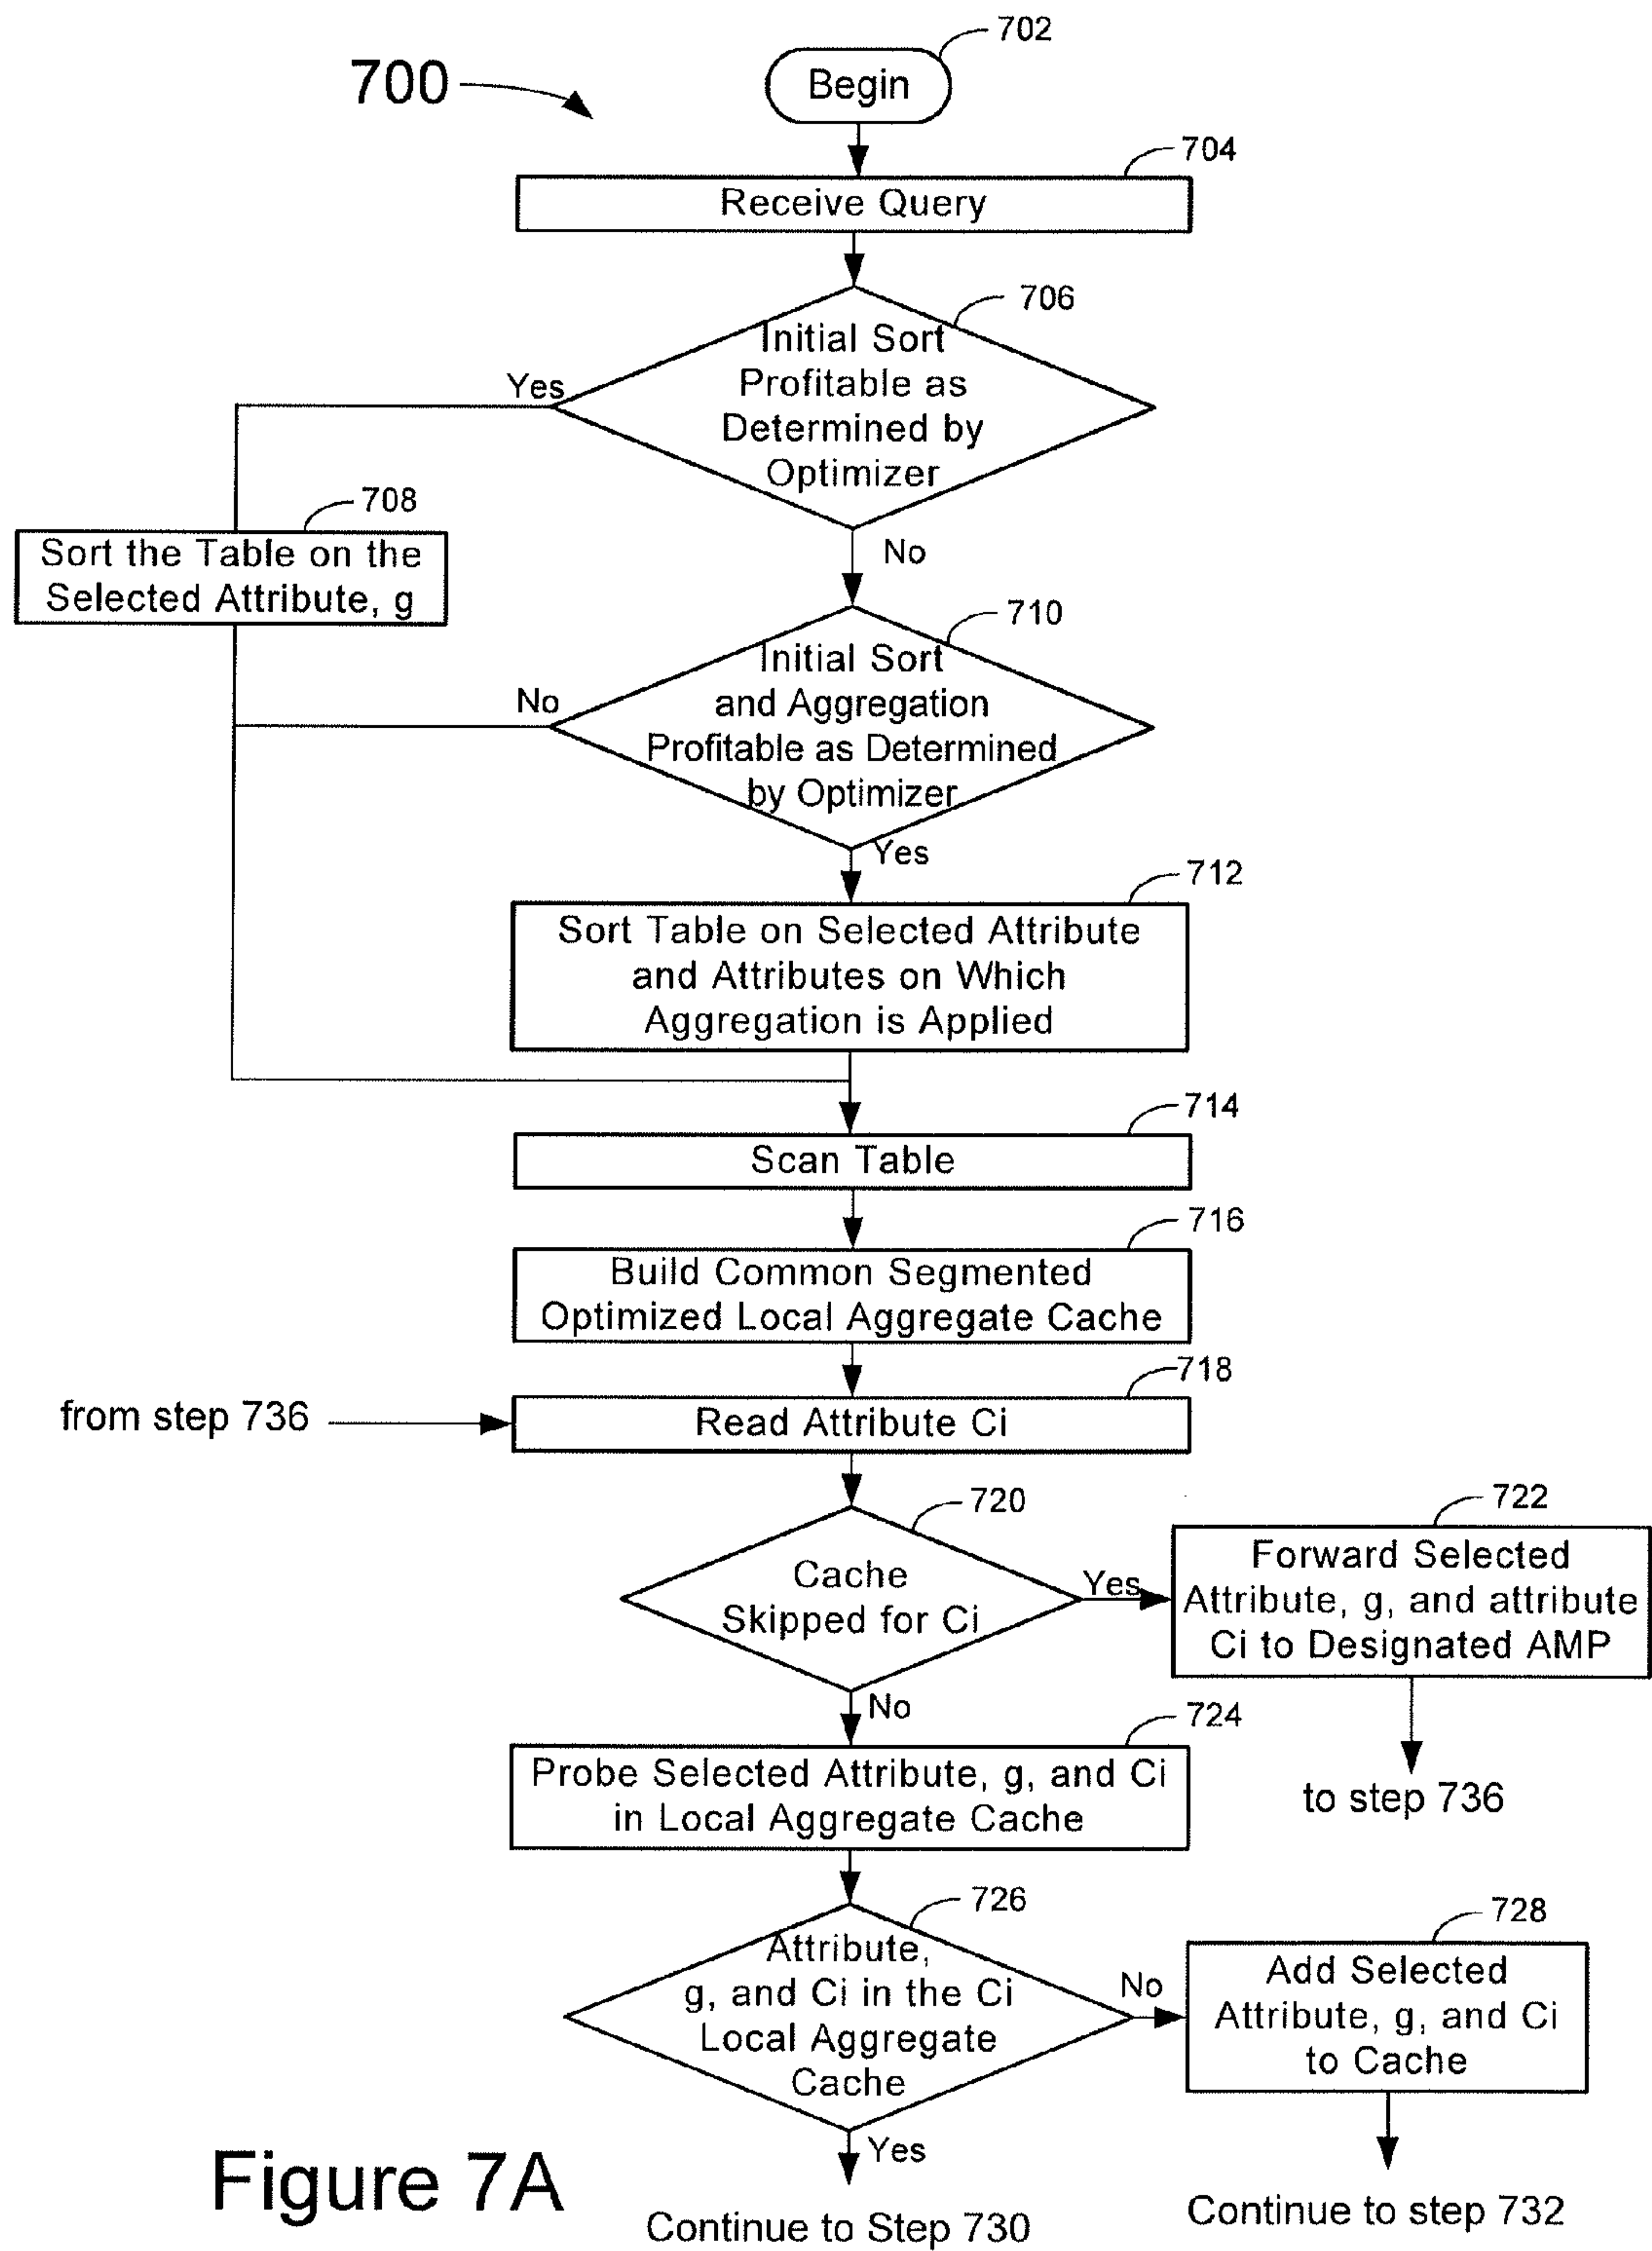 702
700
Begin
704
Receive Query
706
Initial Sort
Profitable as
Determined by
Optimizer
Yes
No
708
Sort the Table on the
Selected Attribute, g
710
Initial Sort
and Aggregation
Profitable as Determined
by Optimizer
No
Yes
712
Sort Table on Selected Attribute
and Attributes on Which
Aggregation is Applied
714
Scan Table
716
Build Common Segmented
Optimized Local Aggregate Cache
718
from step 736
Read Attribute Ci
720
Cache
Skipped for Ci
Yes
722
Forward Selected
Attribute, g, and attribute
Ci to Designated AMP
to step 736
No
724
Probe Selected Attribute, g, and Ci
in Local Aggregate Cache
726
Attribute,
g, and Ci in the Ci
Local Aggregate
Cache
No
728
Add Selected
Attribute, g, and Ci
to Cache
Yes
Continue to Step 730
Continue to step 732
Figure 7A